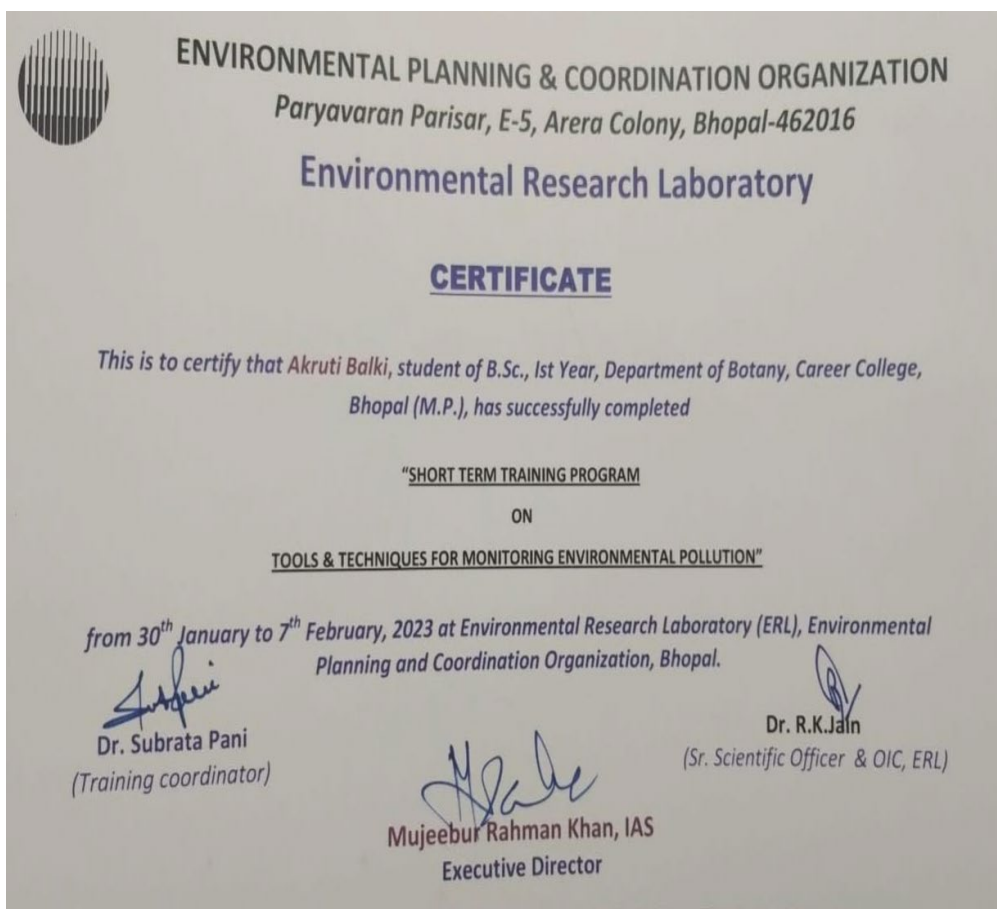 ENVIRONMENTAL PLANNING & COORDINATION ORGANIZATION
Paryavaran Parisar, E-5, Arera Colony, Bhopal-462016
Environmental Research Laboratory
CERTIFICATE
This is to certify that Akruti Balki, student of B.Sc., Ist Year, Department of Botany, Career College,
Bhopal (M.P.), has successfully completed
"SHORT TERM TRAINING PROGRAM
ON
TOOLS & TECHNIQUES FOR MONITORING ENVIRONMENTAL POLLUTION"
from 30th January to 7th February, 2023 at Environmental Research Laboratory (ERL), Environmental
Planning and Coordination Organization, Bhopal.
Dr. Subrata Pani
(Training coordinator)
Dr. R.K.Jain
(Sr. Scientific Officer & OIC, ERL)
Mujeebur Rahman Khan, IAS
Executive Director